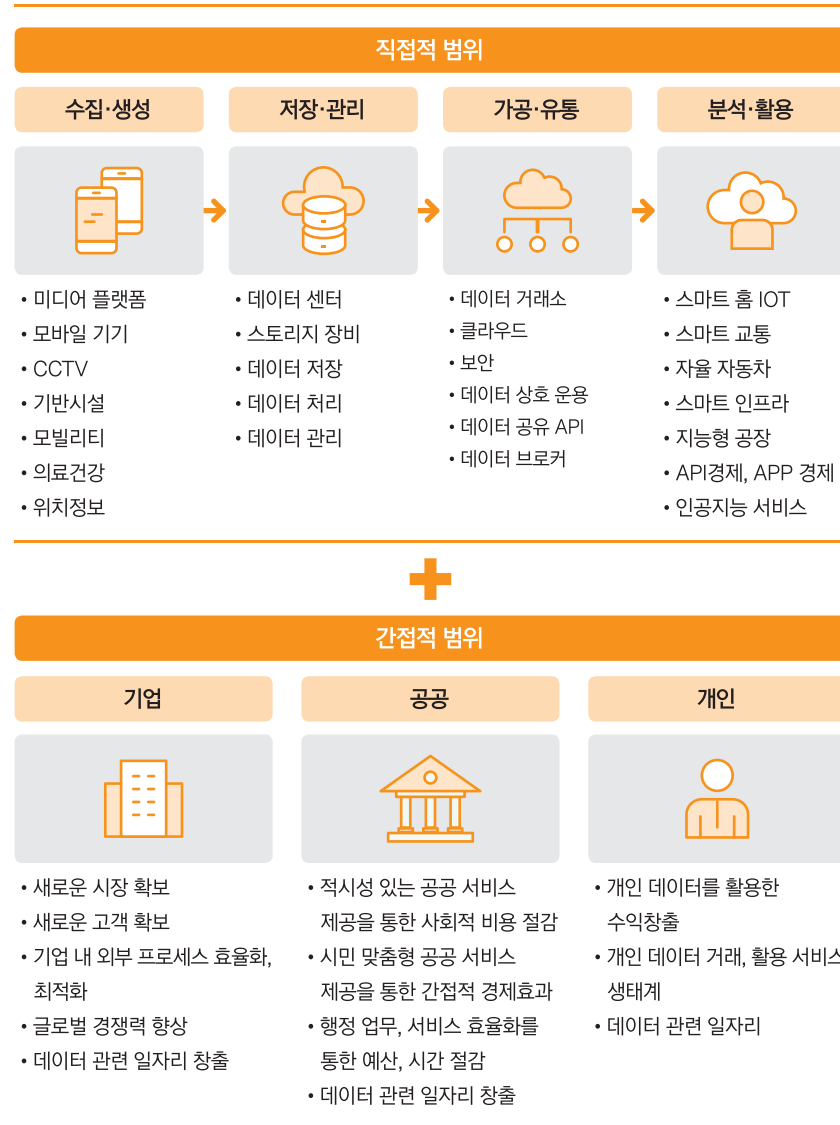 직접적 범위
수집·생성
저장·관리
가공·유통
분석·활용
• 미디어 플랫폼
• 모바일 기기
• CCTV
• 기반시설
• 모빌리티
• 의료건강
• 위치정보
• 데이터 센터
• 스토리지 장비
• 데이터 저장
• 데이터 처리
• 데이터 관리
• 데이터 거래소
• 클라우드
• 보안
• 데이터 상호 운용
• 데이터 공유 API
• 데이터 브로커
• 스마트 홈 IOT
• 스마트 교통
• 자율 자동차
• 스마트 인프라
• 지능형 공장
• API경제, APP 경제
• 인공지능 서비스
간접적 범위
기업
공공
개인
• 새로운 시장 확보
• 새로운 고객 확보
• 기업 내 외부 프로세스 효율화,
최적화
• 글로벌 경쟁력 향상
• 데이터 관련 일자리 창출
• 적시성 있는 공공 서비스
제공을 통한 사회적 비용 절감
• 시민 맞춤형 공공 서비스
제공을 통한 간접적 경제효과
• 행정 업무, 서비스 효율화를
통한 예산, 시간 절감
• 데이터 관련 일자리 창출
• 개인 데이터를 활용한
수익창출
• 개인 데이터 거래, 활용 서비스
생태계
• 데이터 관련 일자리